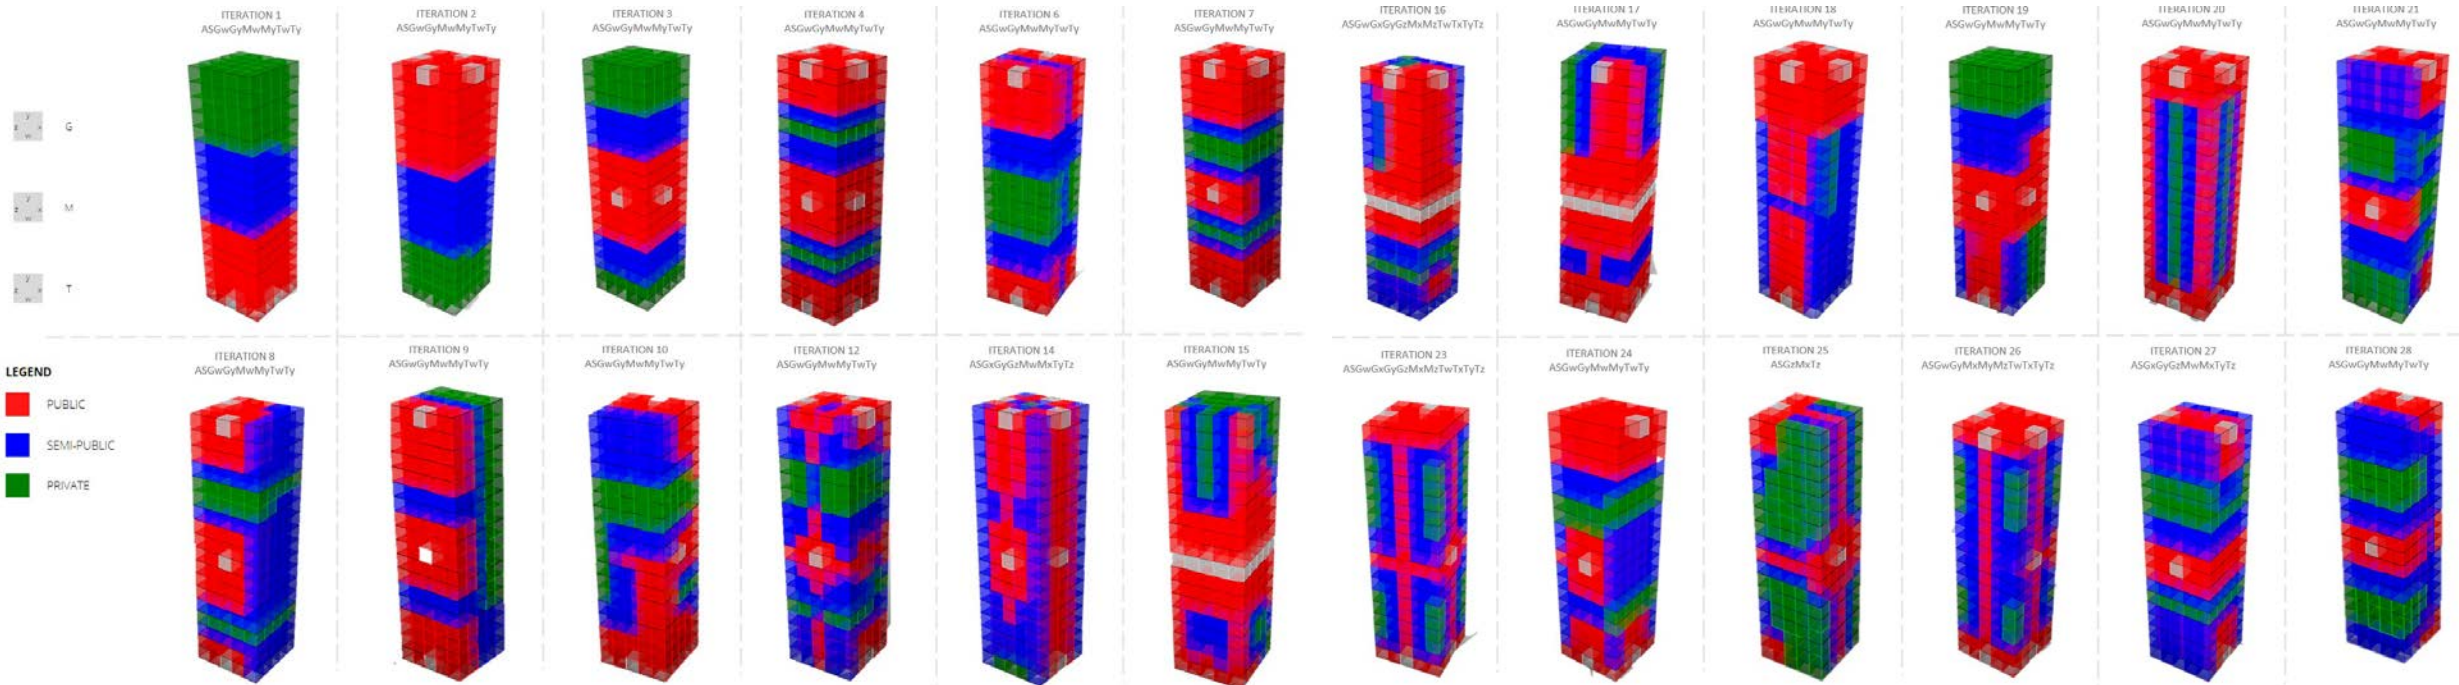 ITERATION 1
ASGwGyMwMyTwTy
ITERATION 2
ASGwGyMwMyTwTy
ITERATION 3
ASGwGyMwMyTwTy
ITERATION 4
ASGwGyMwMyTwTy
ITERATION 6
ASGwGyMwMyTwTy
ITERATION 7
ASGwGyMwMyTwTy
ITERATION 16
ASGwGxGyGzMxMzTwTxTyTz
ITERATION 17
ASGwGyMwMyTwTy
ITERATION 18
ASGwGyMwMyTwTy
ITERATION 19
ASGwGyMwMyTwTy
ITERATION 20
ASGwGyMwMyTwTy
ITERATION 21
ASGwGyMwMyTwTy
G
M
T
ITERATION 8
ASGwGyMwMyTwTy
ITERATION 9
ASGwGyMwMyTwTy
ITERATION 10
ASGwGyMwMyTwTy
ITERATION 12
ASGwGyMwMyTwTy
ITERATION 14
ASGxGyGzMwMxTyTz
ITERATION 15
ASGwGyMwMyTwTy
ITERATION 23
ASGwGxGyGzMxMzTwTxTyTz
ITERATION 24
ASGwGyMwMyTwTy
ITERATION 25
ASGzMxTz
ITERATION 26
ASGwGyMxMyMzTwTxTyTz
ITERATION 27
ASGxGyGzMwMxTyTz
ITERATION 28
ASGwGyMwMyTwTy
LEGEND
PUBLIC
SEMI-PUBLIC
PRIVATE